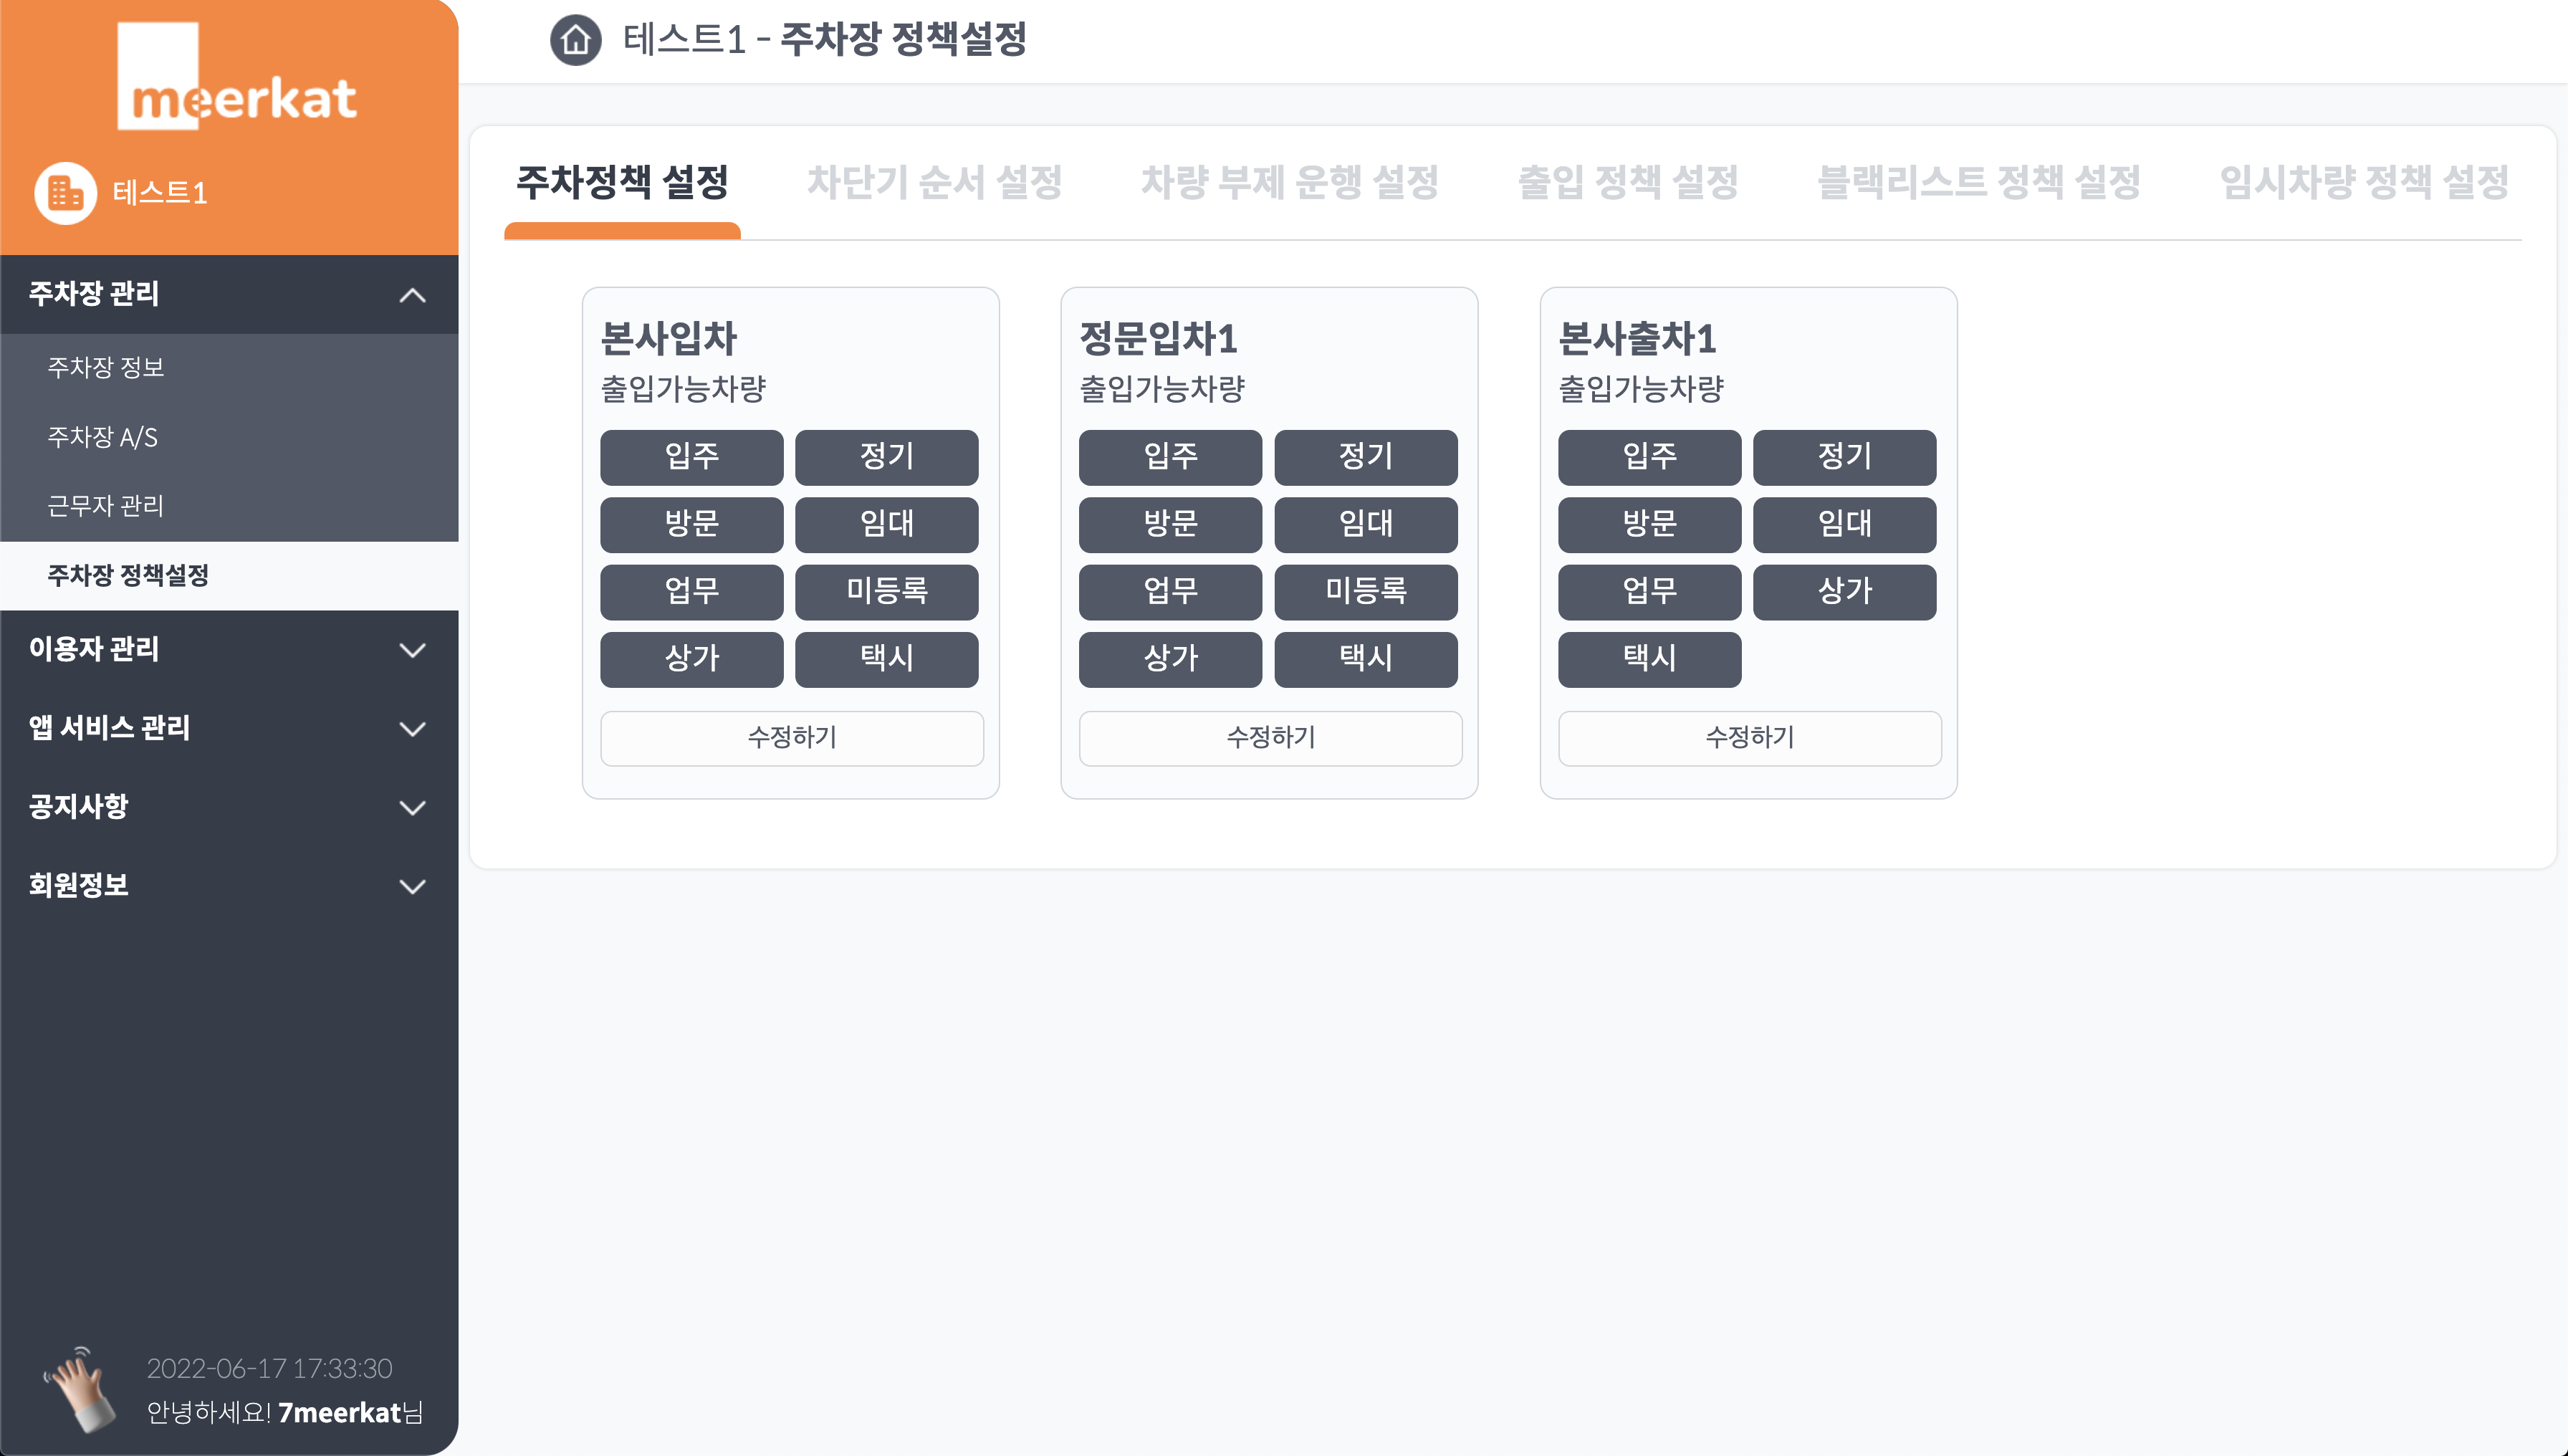 meerkat
테스트1
주차장 관리
주차장 정보
주차장 A/S
근무자 관리
주차장 정책설정
이용자 관리
앱 서비스 관리
공지사항
회원정보
2022-06-17 17:33:30
안녕하세요! 7meerkat님
테스트1 - 주차장 정책설정
주차정책 설정 차단기 순서 설정 차량 부제 운행 설정 출입 정책 설정 블랙리스트 정책 설정 임시차량 정책 설정
본사입차
출입가능차량
입주 정기
방문 임대
업무 미등록
상가 택시
수정하기
정문입차1
출입가능차량
입주 정기
방문 임대
업무 미등록
상가 택시
수정하기
본사출차1
출입가능차량
입주 정기
방문 임대
업무 상가
택시
수정하기